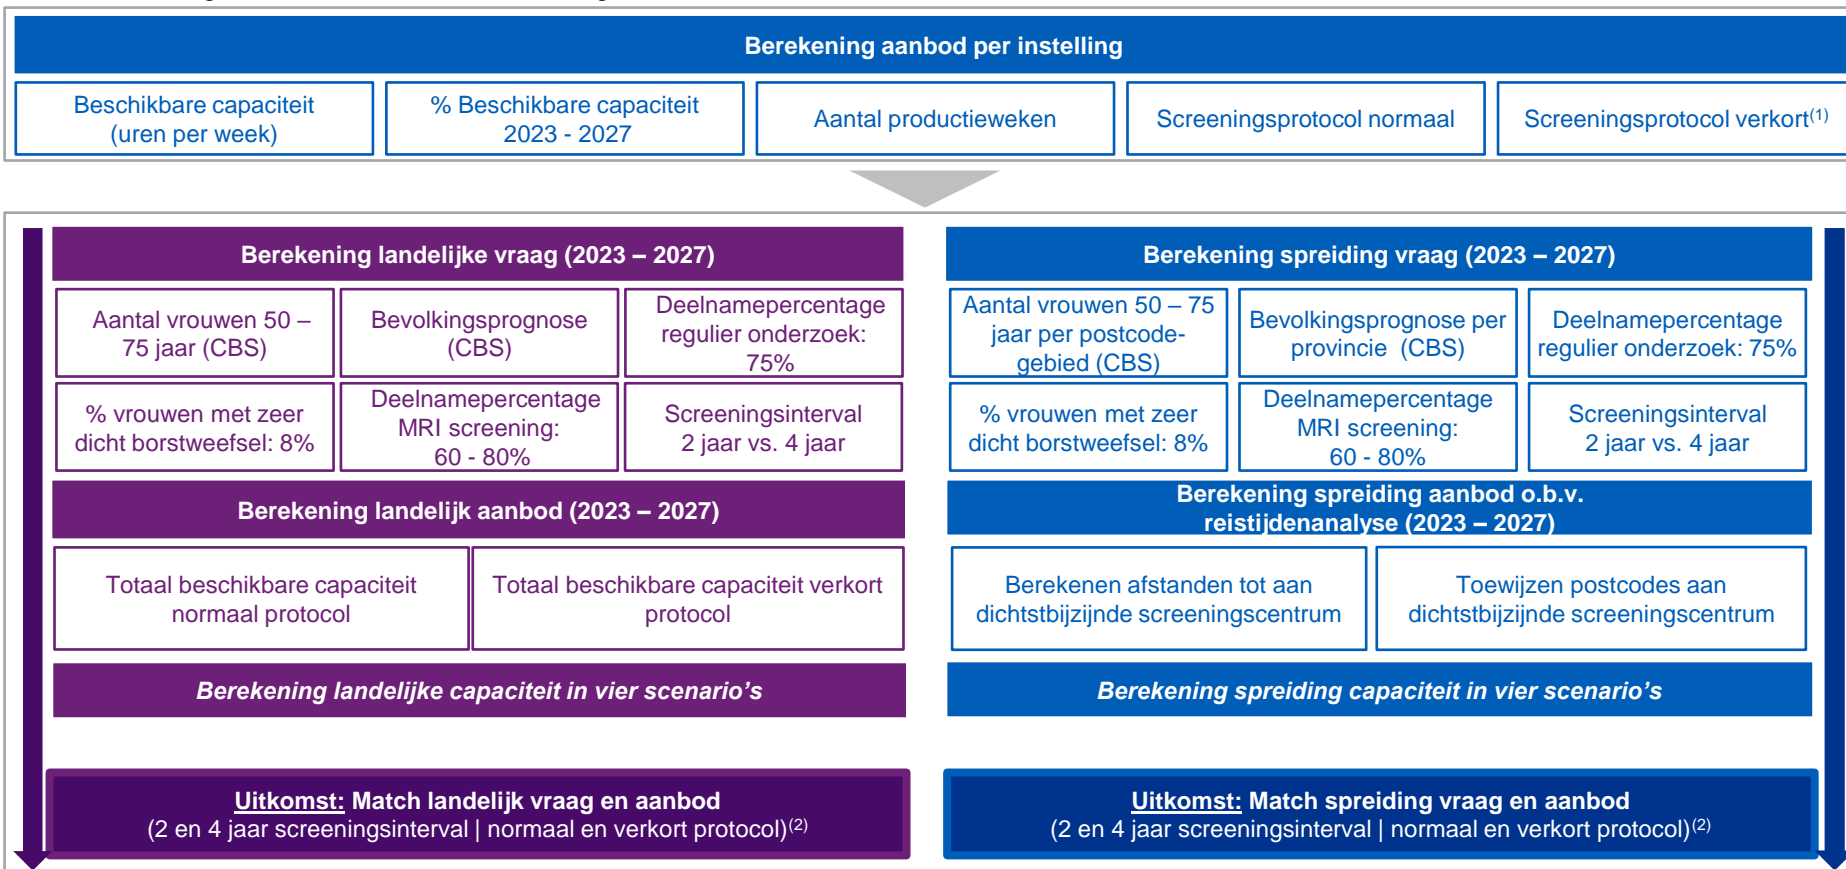 Berekening aanbod per instelling
Beschikbare capaciteit
(uren per week)
% Beschikbare capaciteit
2023 - 2027
Aantal productieweken
Screeningsprotocol normaal
Screeningsprotocol verkort(1)
Berekening landelijke vraag (2023 – 2027)
Aantal vrouwen 50 –
75 jaar (CBS)
Bevolkingsprognose
(CBS)
Deelnamepercentage
regulier onderzoek:
75%
% vrouwen met zeer
dicht borstweefsel: 8%
Deelnamepercentage
MRI screening:
60 - 80%
Screeningsinterval
2 jaar vs. 4 jaar
Berekening landelijk aanbod (2023 – 2027)
Totaal beschikbare capaciteit
normaal protocol
Totaal beschikbare capaciteit verkort
protocol
Berekening landelijke capaciteit in vier scenario’s
Uitkomst: Match landelijk vraag en aanbod
(2 en 4 jaar screeningsinterval | normaal en verkort protocol)(2)
Berekening spreiding vraag (2023 – 2027)
Aantal vrouwen 50 – 75
jaar per postcode-
gebied (CBS)
Bevolkingsprognose per
provincie (CBS)
Deelnamepercentage
regulier onderzoek: 75%
% vrouwen met zeer
dicht borstweefsel: 8%
Deelnamepercentage
MRI screening:
60 - 80%
Screeningsinterval
2 jaar vs. 4 jaar
Berekening spreiding aanbod o.b.v.
reistijdenanalyse (2023 – 2027)
Berekenen afstanden tot aan
dichtstbijzijnde screeningscentrum
Toewijzen postcodes aan
dichtstbijzijnde screeningscentrum
Berekening spreiding capaciteit in vier scenario’s
Uitkomst: Match spreiding vraag en aanbod
(2 en 4 jaar screeningsinterval | normaal en verkort protocol)(2)